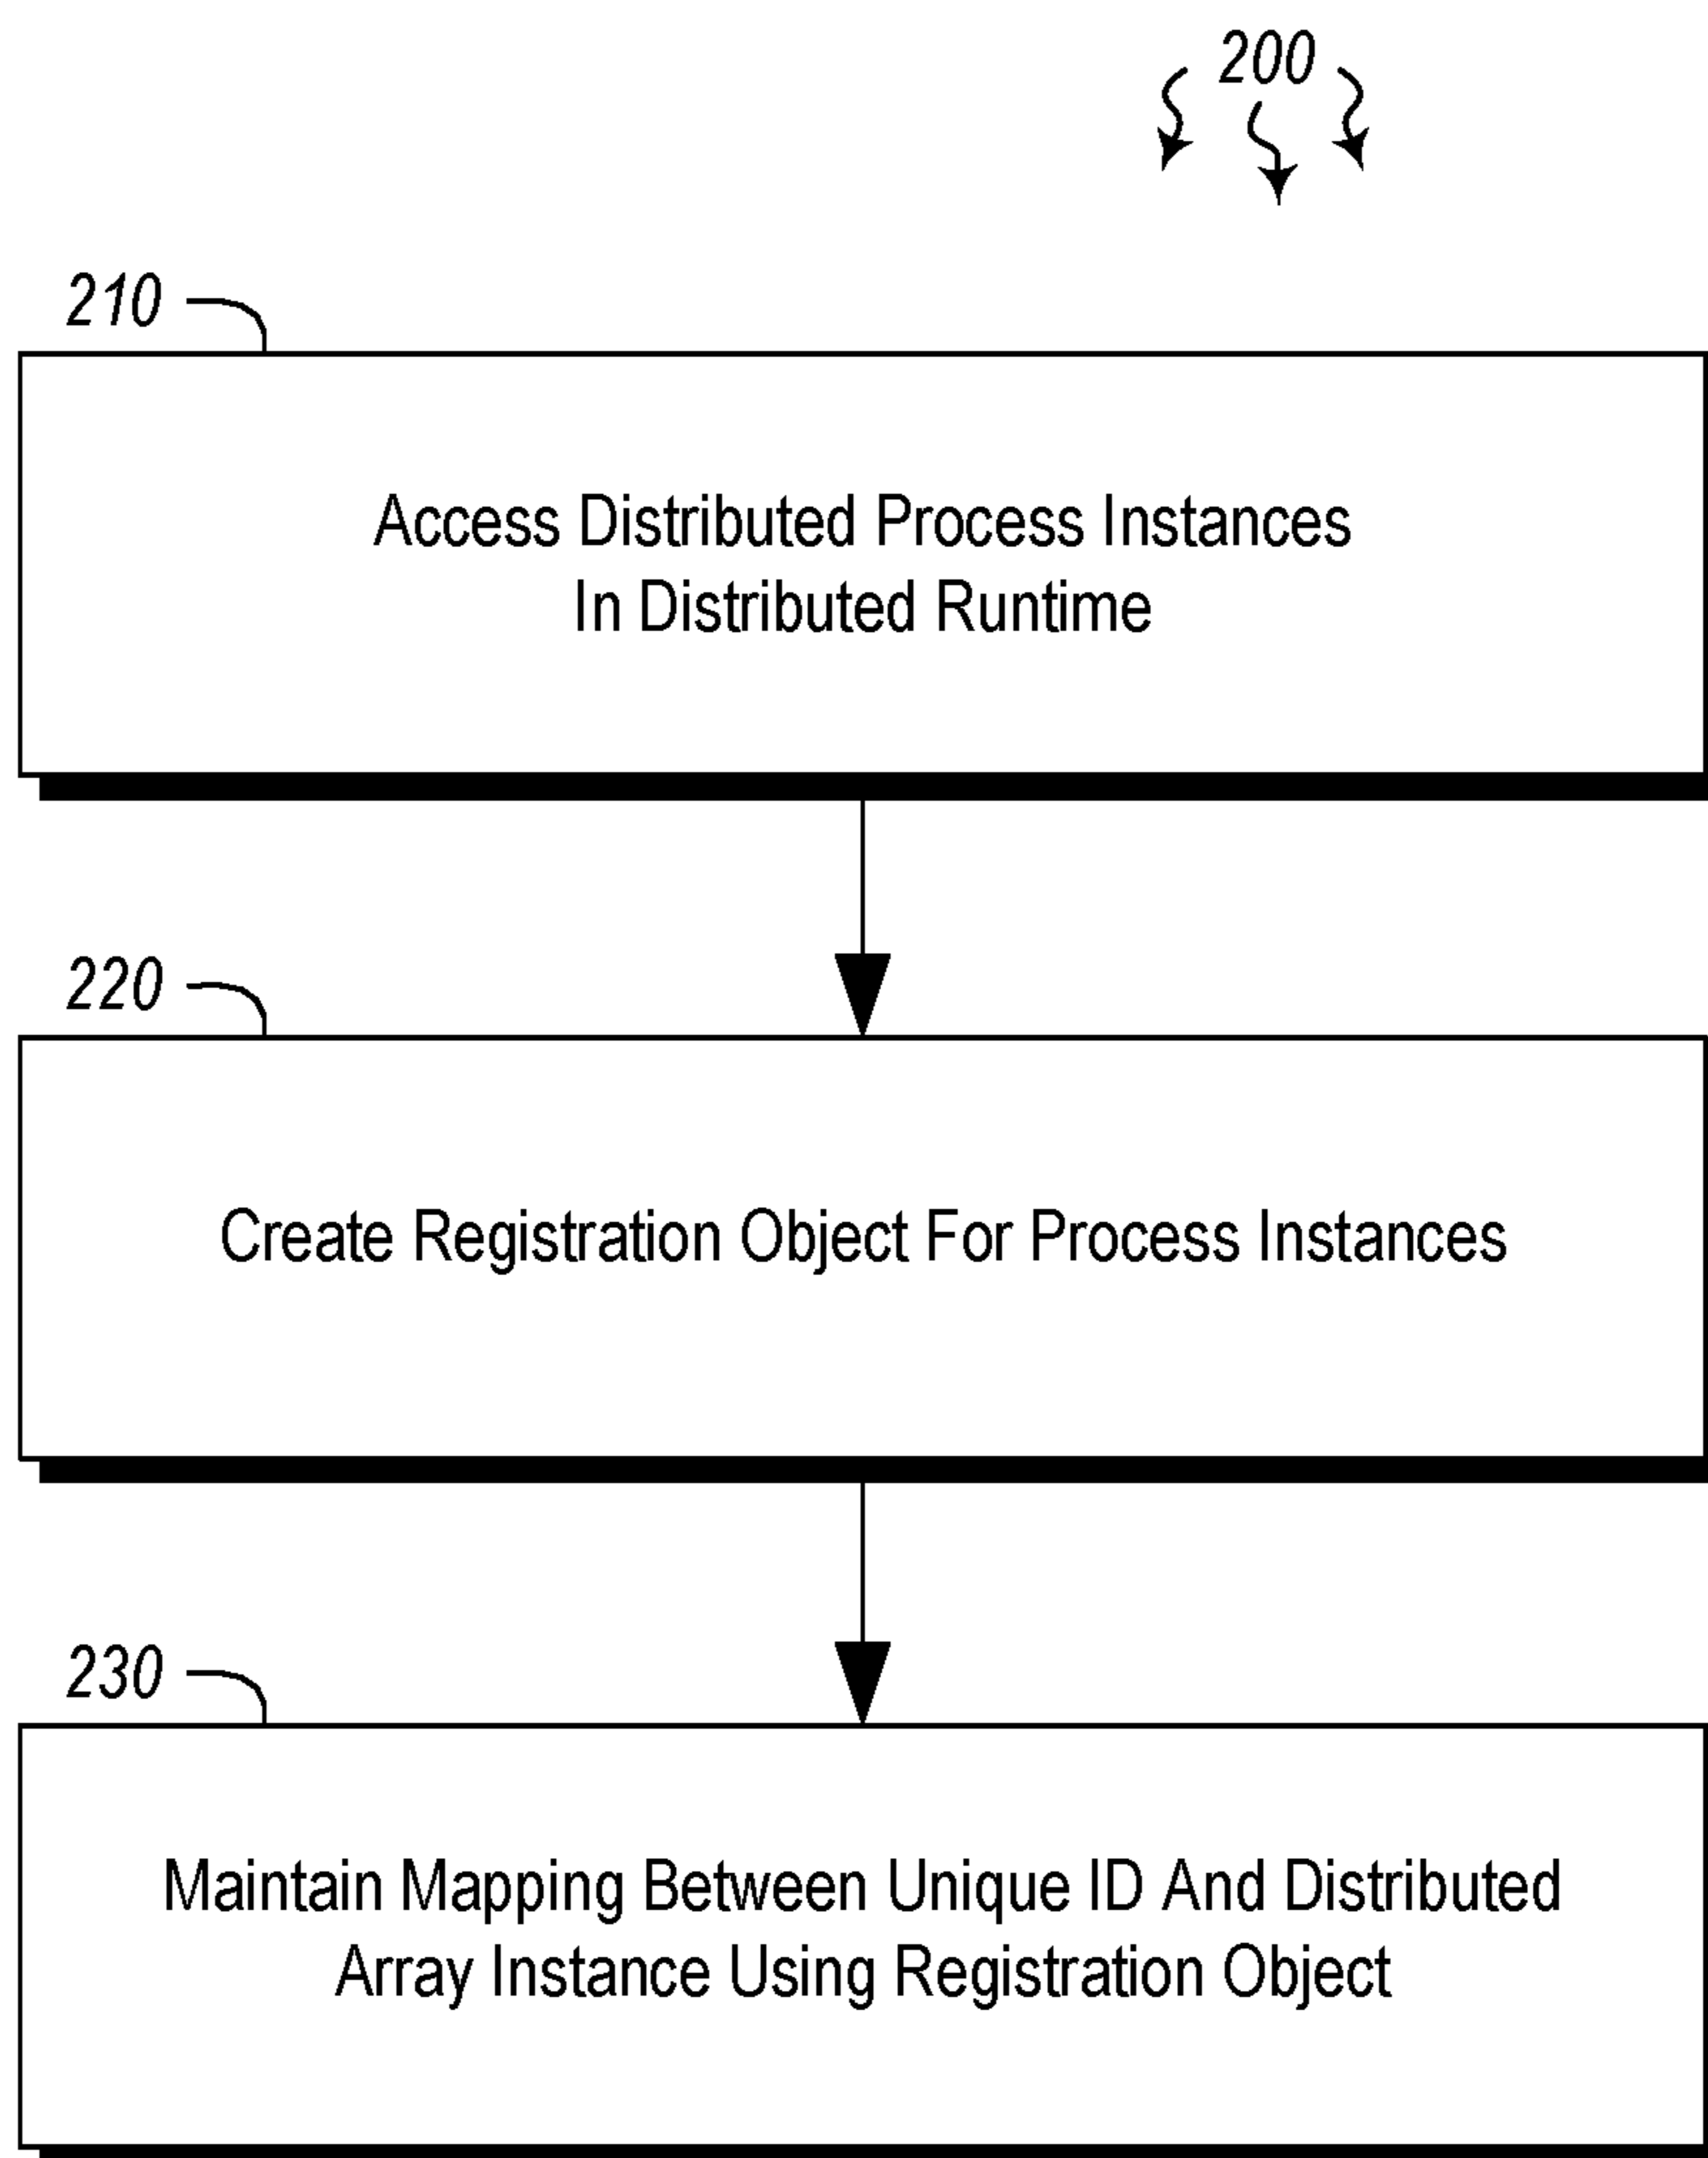 200
210
Access Distributed Process Instances
In Distributed Runtime
220
Create Registration Object For Process Instances
230
Maintain Mapping Between Unique ID And Distributed
Array Instance Using Registration Object